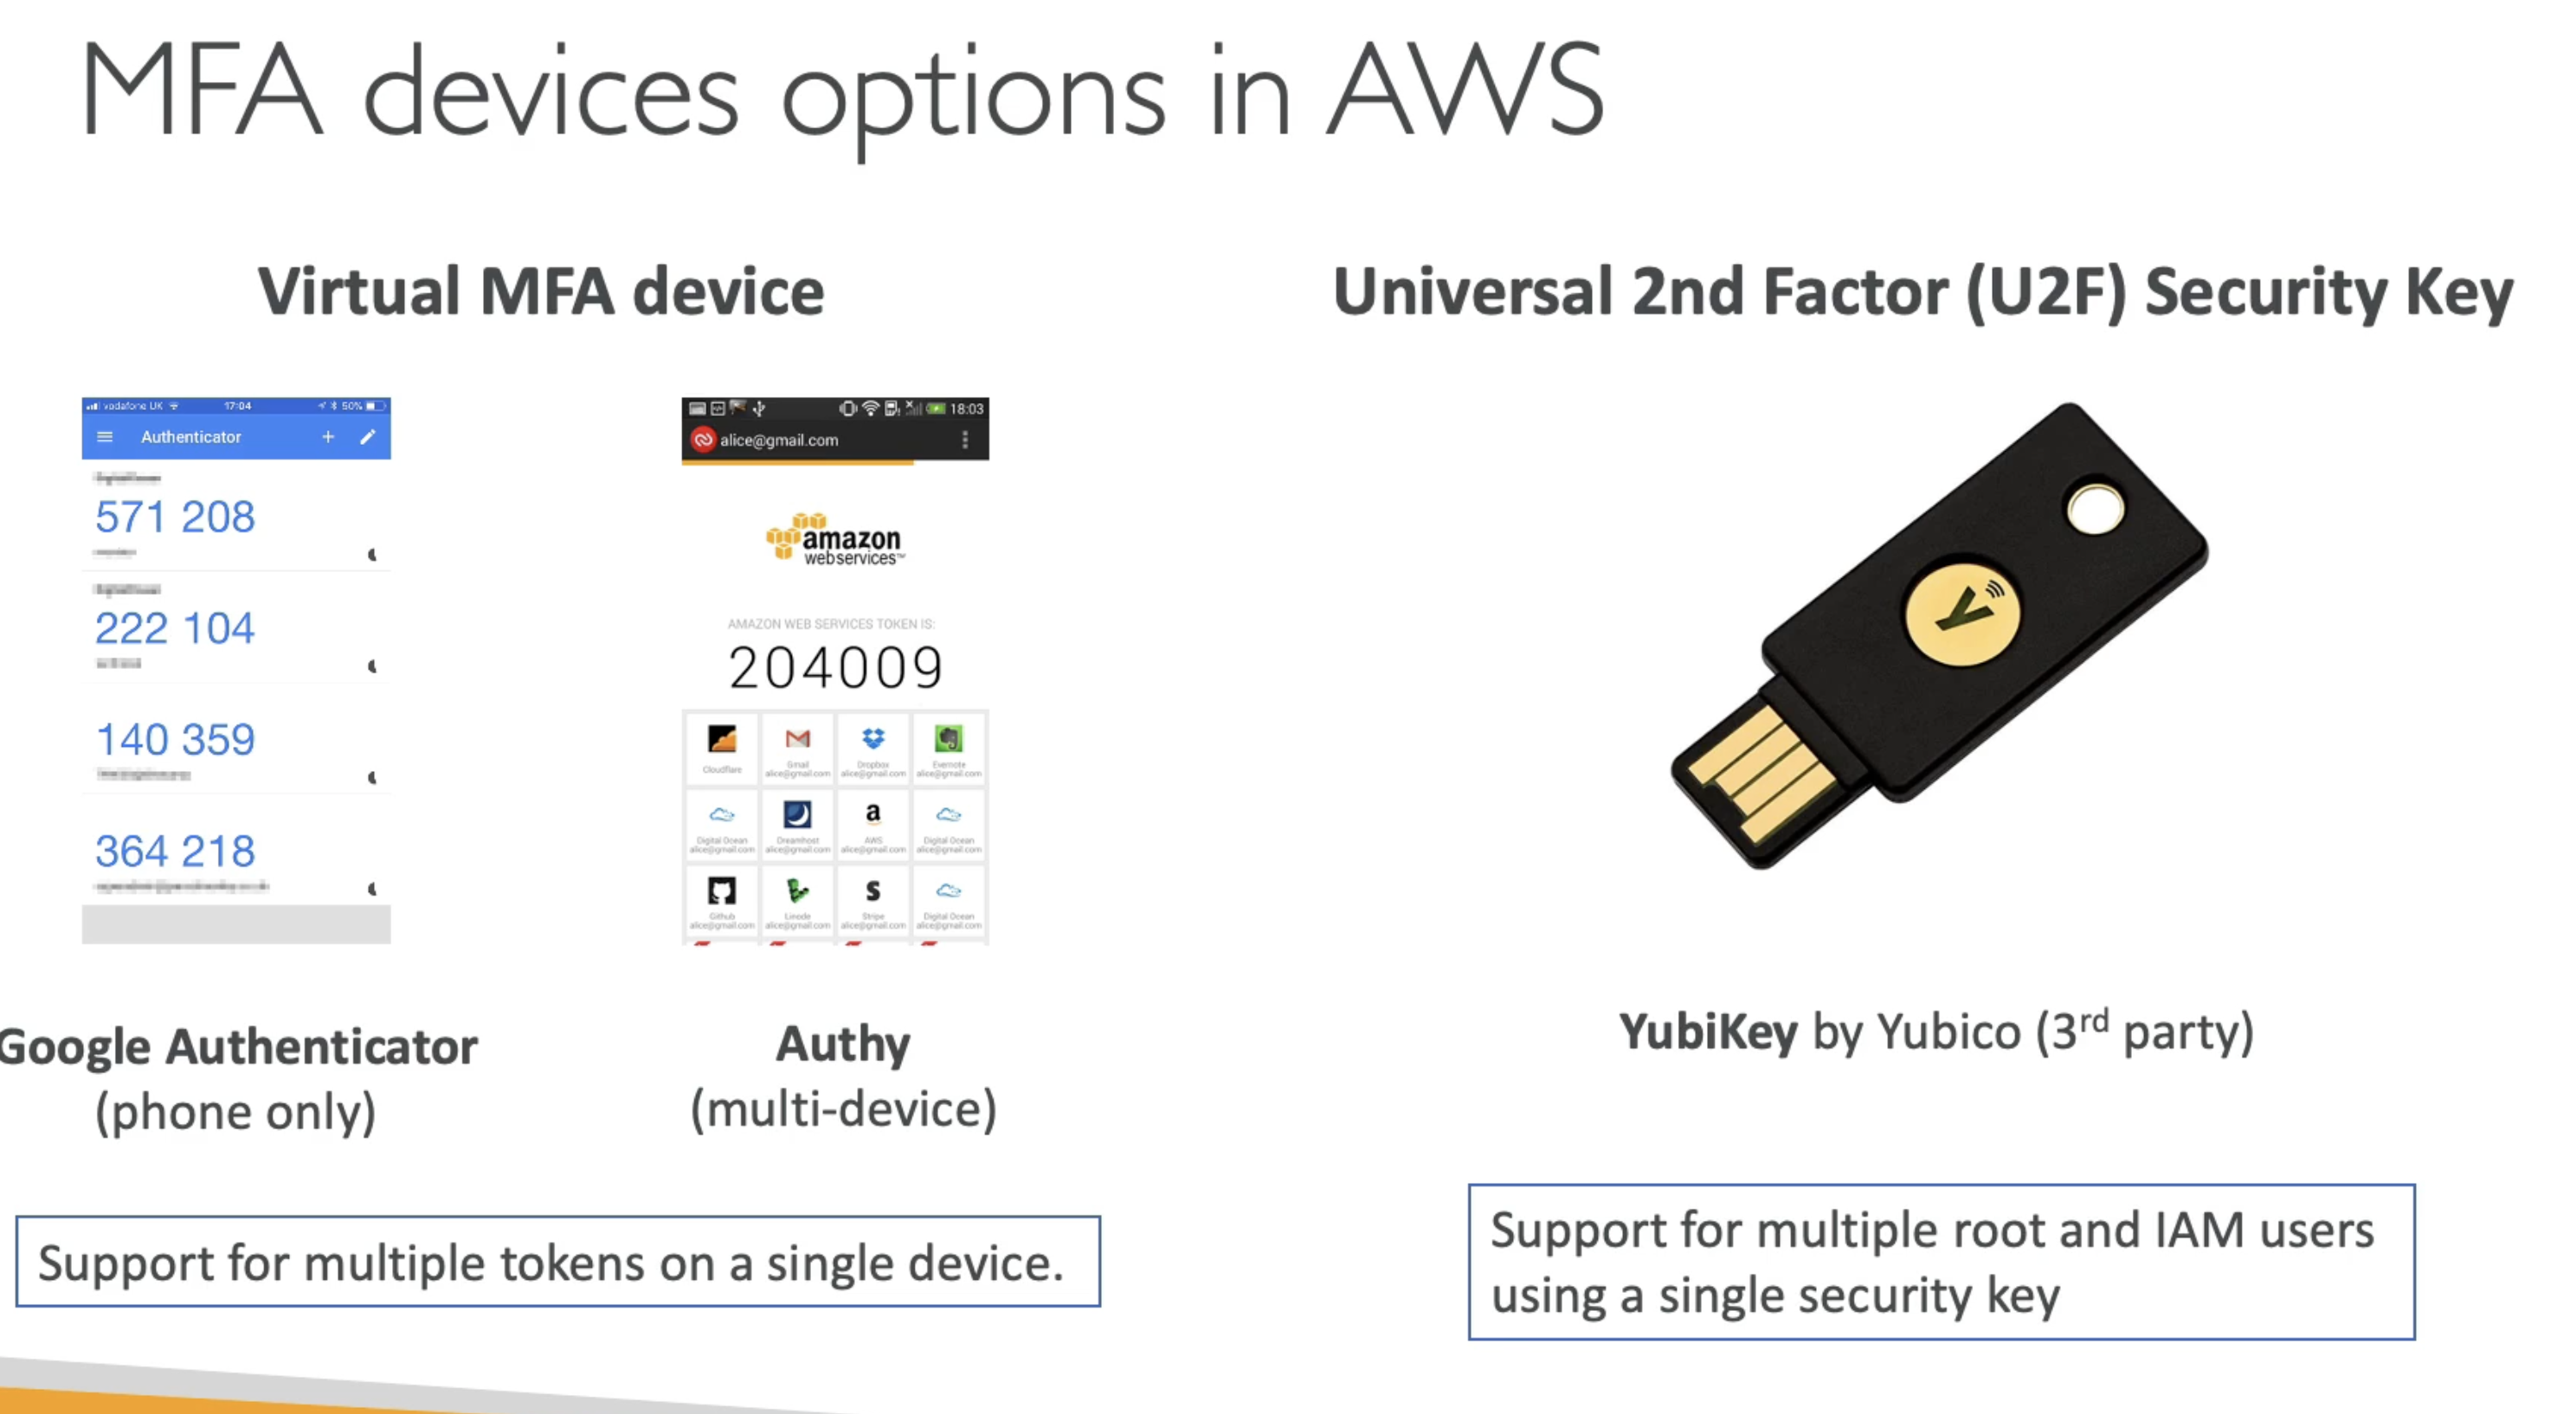 MFA devices options in AWS
Virtual MFA device
Universal 2nd Factor (U2F) Security Key
vodafone UK 17:04 50%
Authenticator
571 208
222 104
140 359
364 218
18:03
alice@gmail.com
amazon
webservices™
AMAZON WEB SERVICES TOKEN IS:
204009
Cloudflare
Gmail Dropbox Evernote
alice@gmail.com alice@gmail.com alice@gmail.com
Digital Ocean Dreamhost a AWS Digital Ocean
alice@gmail.com alice@gmail.com alice@gmail.com alice@gmail.com
Github Linode S Stripe Digital Ocean
alice@gmail.com alice@gmail.com alice@gmail.com alice@gmail.com
y
Google Authenticator
(phone only)
Authy
(multi-device)
YubiKey by Yubico (3rd party)
Support for multiple tokens on a single device.
Support for multiple root and IAM users
using a single security key